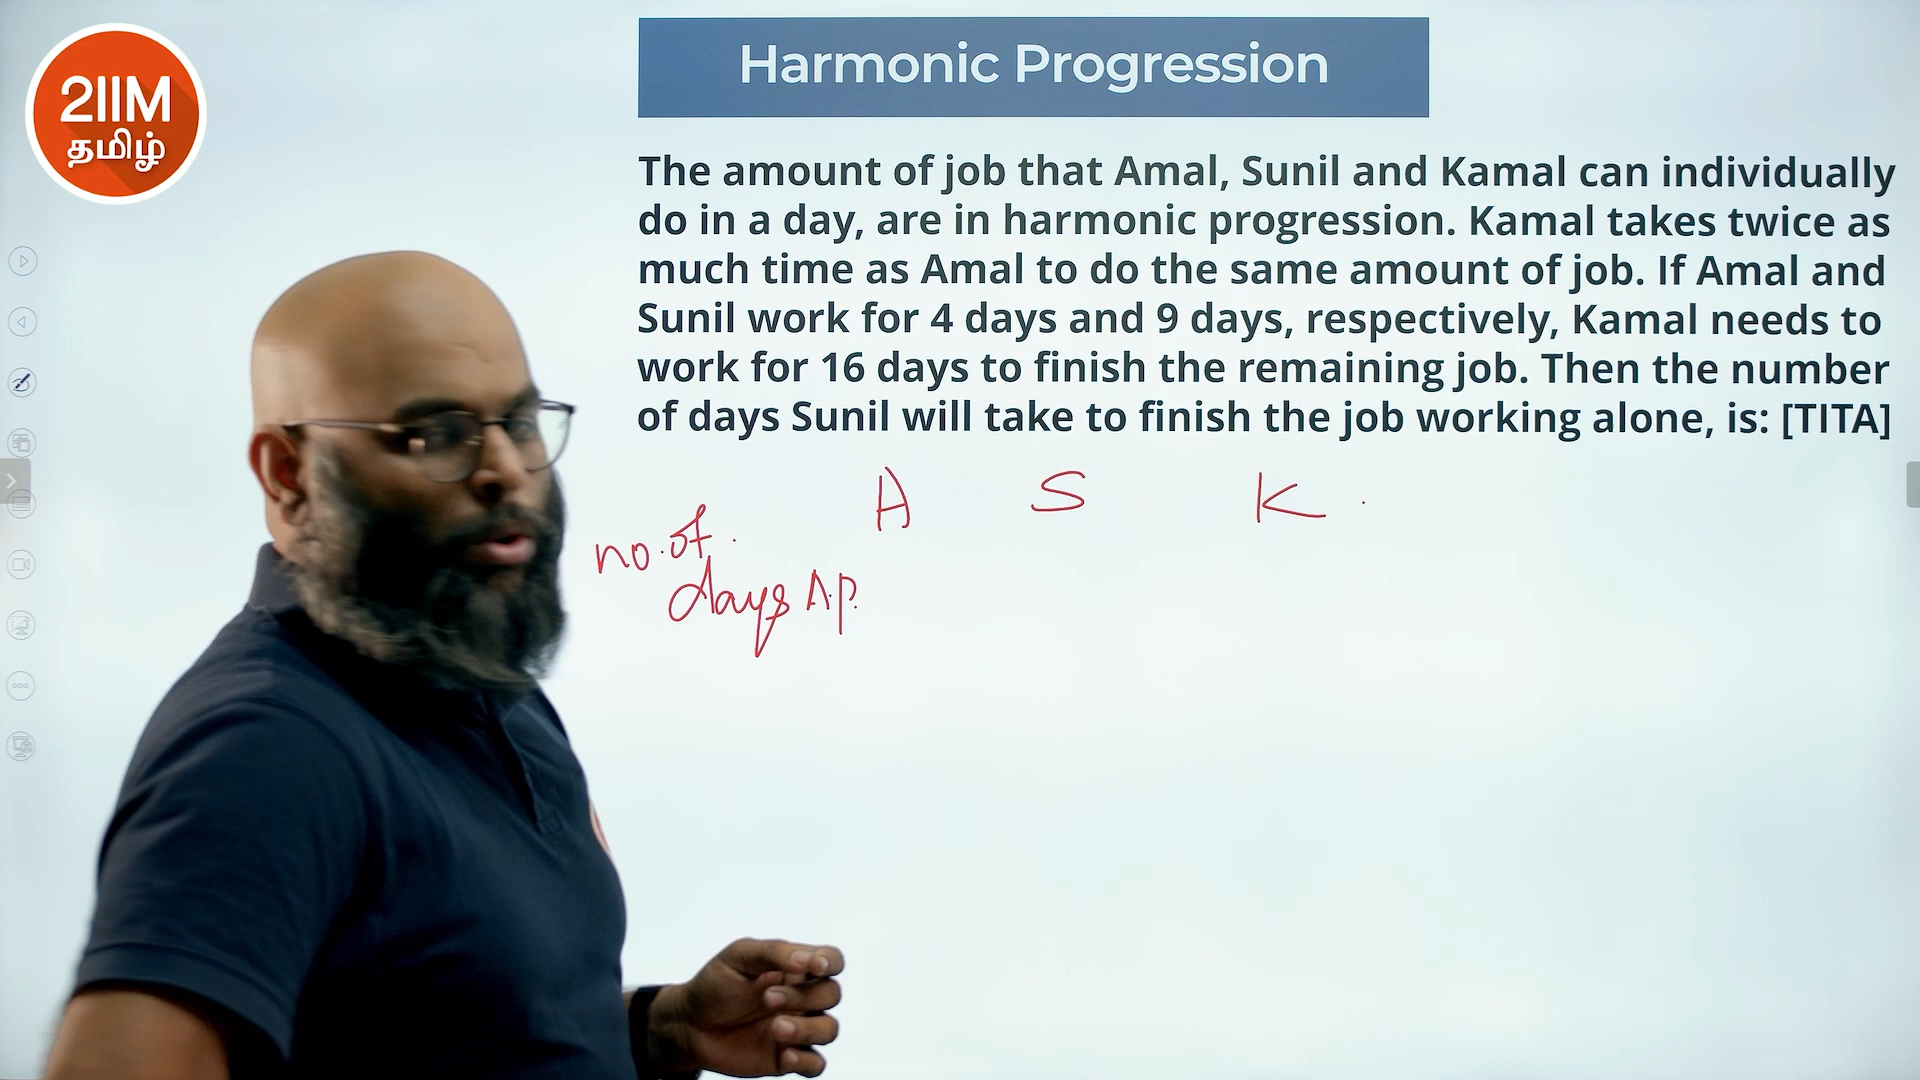 2IIM
தமிழ்
Harmonic Progression
The amount of job that Amal, Sunil and Kamal can individually
do in a day, are in harmonic progression. Kamal takes twice as
much time as Amal to do the same amount of job. If Amal and
Sunil work for 4 days and 9 days, respectively, Kamal needs to
work for 16 days to finish the remaining job. Then the number
of days Sunil will take to finish the job working alone, is: [TITA]
A S K
no. of
days A.P.